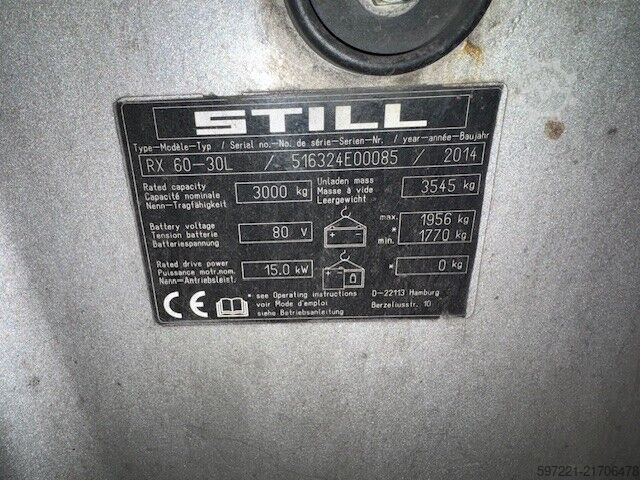 STILL
Type-Modèle-Typ / Serial no.-No. de série-Serien-Nr. / year-année-Baujahr
RX 60-30L / 516324E00085 / 2014
Rated capacity
Capacité nominale
Nenn-Tragfähigkeit
3000 kg
Unladen mass
Masse à vide
Leergewicht
3545 kg
Battery voltage
Tension batterie
Batteriespannung
80 V
max. 1956 kg
*
min. 1770 kg
Rated drive power
Puissance motr.nom.
Nenn-Antriebsleist.
15.0 kW
* 0 kg
CE
* see Operating instructions
voir Mode d'emploi
siehe Betriebsanleitung
D-22113 Hamburg
Berzeliusstr. 10
597221-21706478